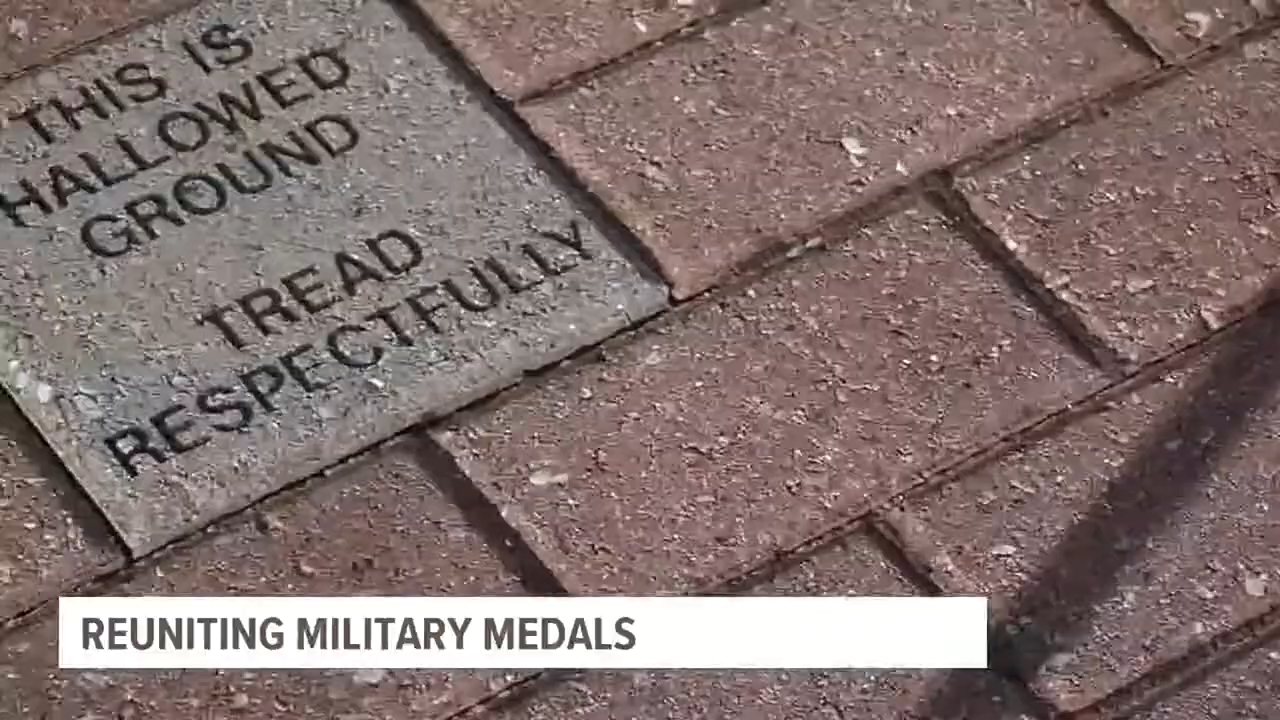 THIS IS
HALLOWED
GROUND
TREAD
RESPECTFULLY
REUNITING MILITARY MEDALS